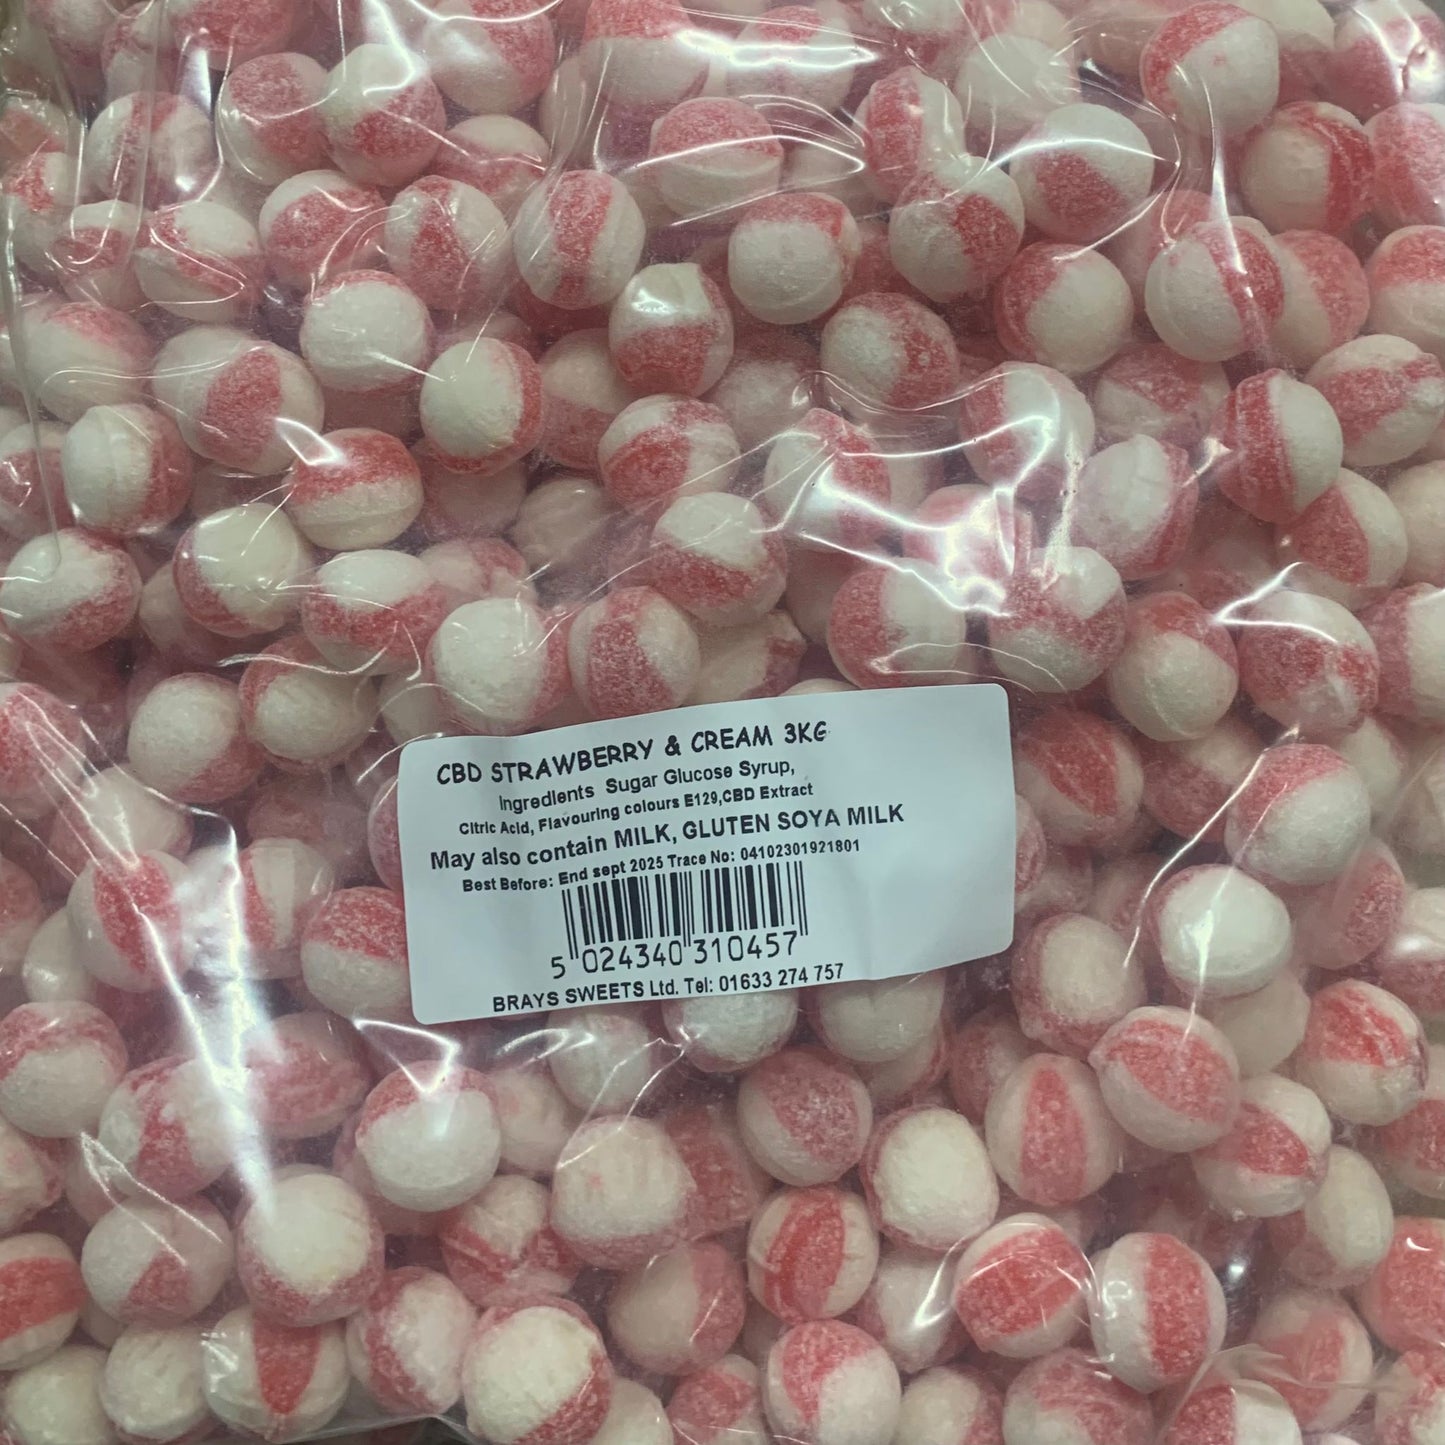 CBD STRAWBERRY & CREAM 3KG
Ingredients Sugar Glucose Syrup,
Citric Acid, Flavouring colours E129,CBD Extract
May also contain MILK, GLUTEN SOYA MILK
Best Before: End sept 2025 Trace No: 04102301921801
5 024340 310457
BRAYS SWEETS Ltd. Tel: 01633 274 757